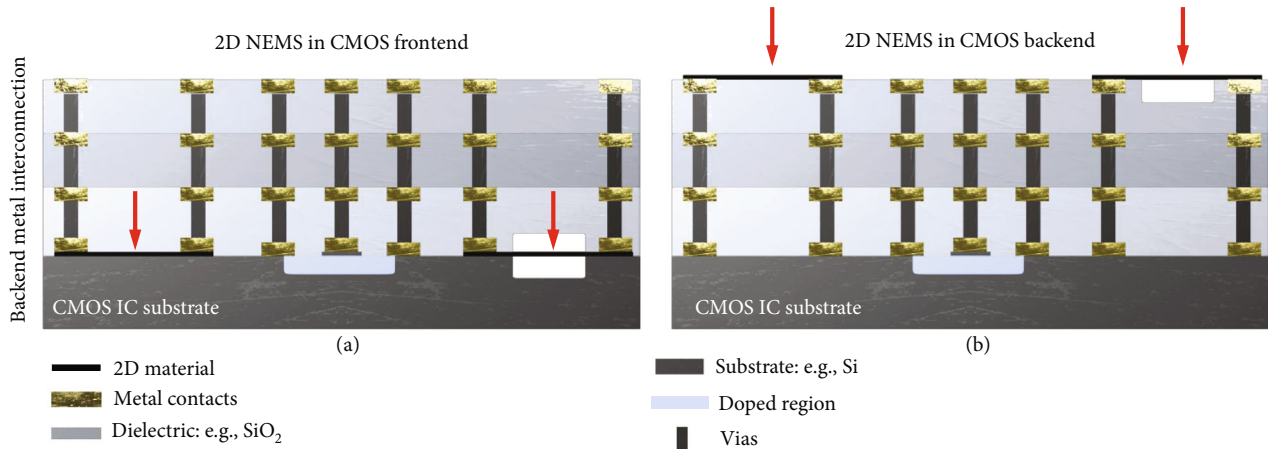 2D NEMS in CMOS frontend
2D NEMS in CMOS backend
Backend metal interconnection
CMOS IC substrate
CMOS IC substrate
(a)
(b)
2D material
Metal contacts
Dielectric: e.g., SiO₂
Substrate: e.g., Si
Doped region
Vias